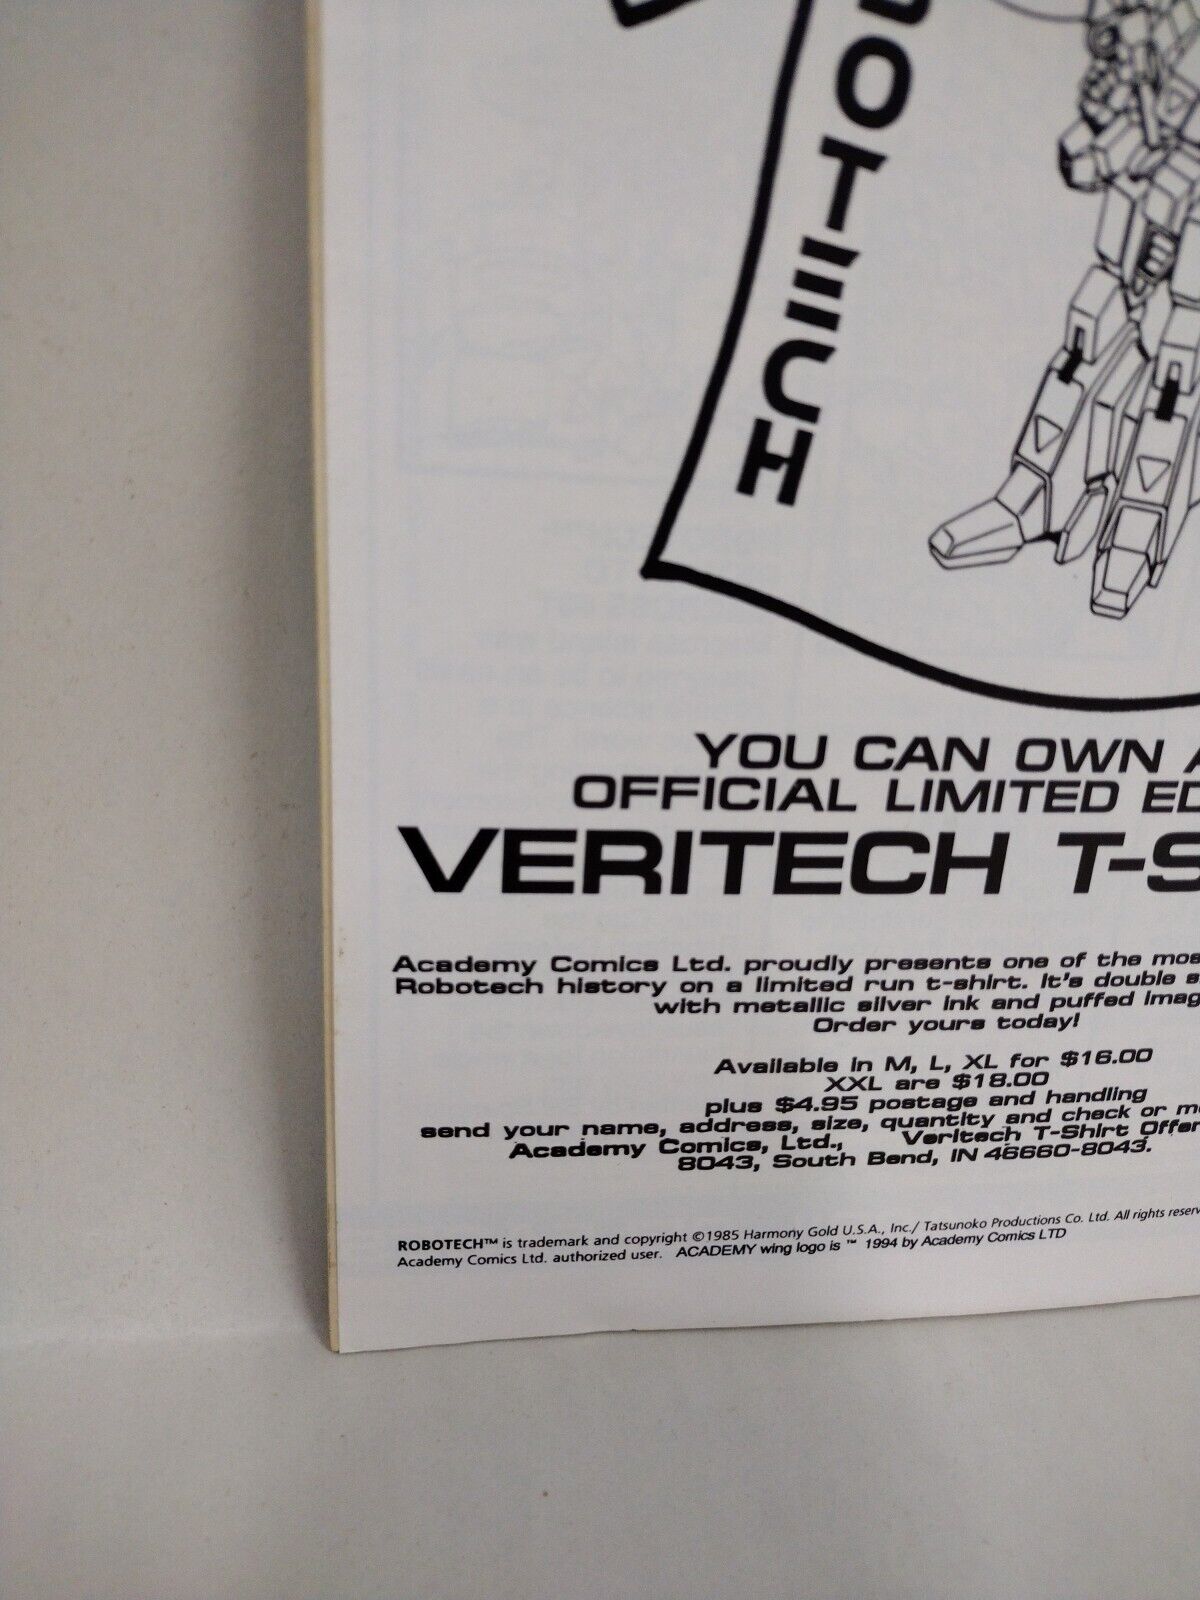 BOTECH
YOU CAN OWN A
OFFICIAL LIMITED ED
VERITECH T-S
Academy Comics Ltd. proudly presents one of the mos
Robotech history on a limited run t-shirt. It's double s
with metallic silver ink and puffed imag
Order yours today!
Available in M, L, XL for $16.00
XXL are $18.00
plus $4.95 postage and handling
send your name, address, size, quantity and check or m
Academy Comics, Ltd., Veritech T-Shirt Offer
8043, South Bend, IN 46660-8043.
ROBOTECH™ is trademark and copyright ©1985 Harmony Gold U.S.A., Inc./ Tatsunoko Productions Co. Ltd. All rights reserv
Academy Comics Ltd. authorized user. ACADEMY wing logo is ™ 1994 by Academy Comics LTD